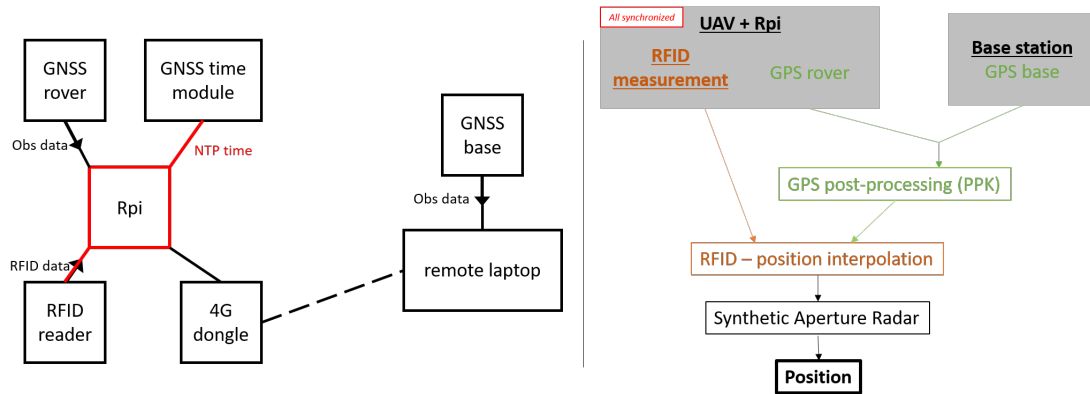 GNSS
rover
GNSS time
module
Obs data
NTP time
Rpi
RFID data
RFID
reader
4G
dongle
GNSS
base
Obs data
remote laptop
All synchronized
UAV + Rpi
RFID
measurement
GPS rover
Base station
GPS base
GPS post-processing (PPK)
RFID – position interpolation
Synthetic Aperture Radar
Position